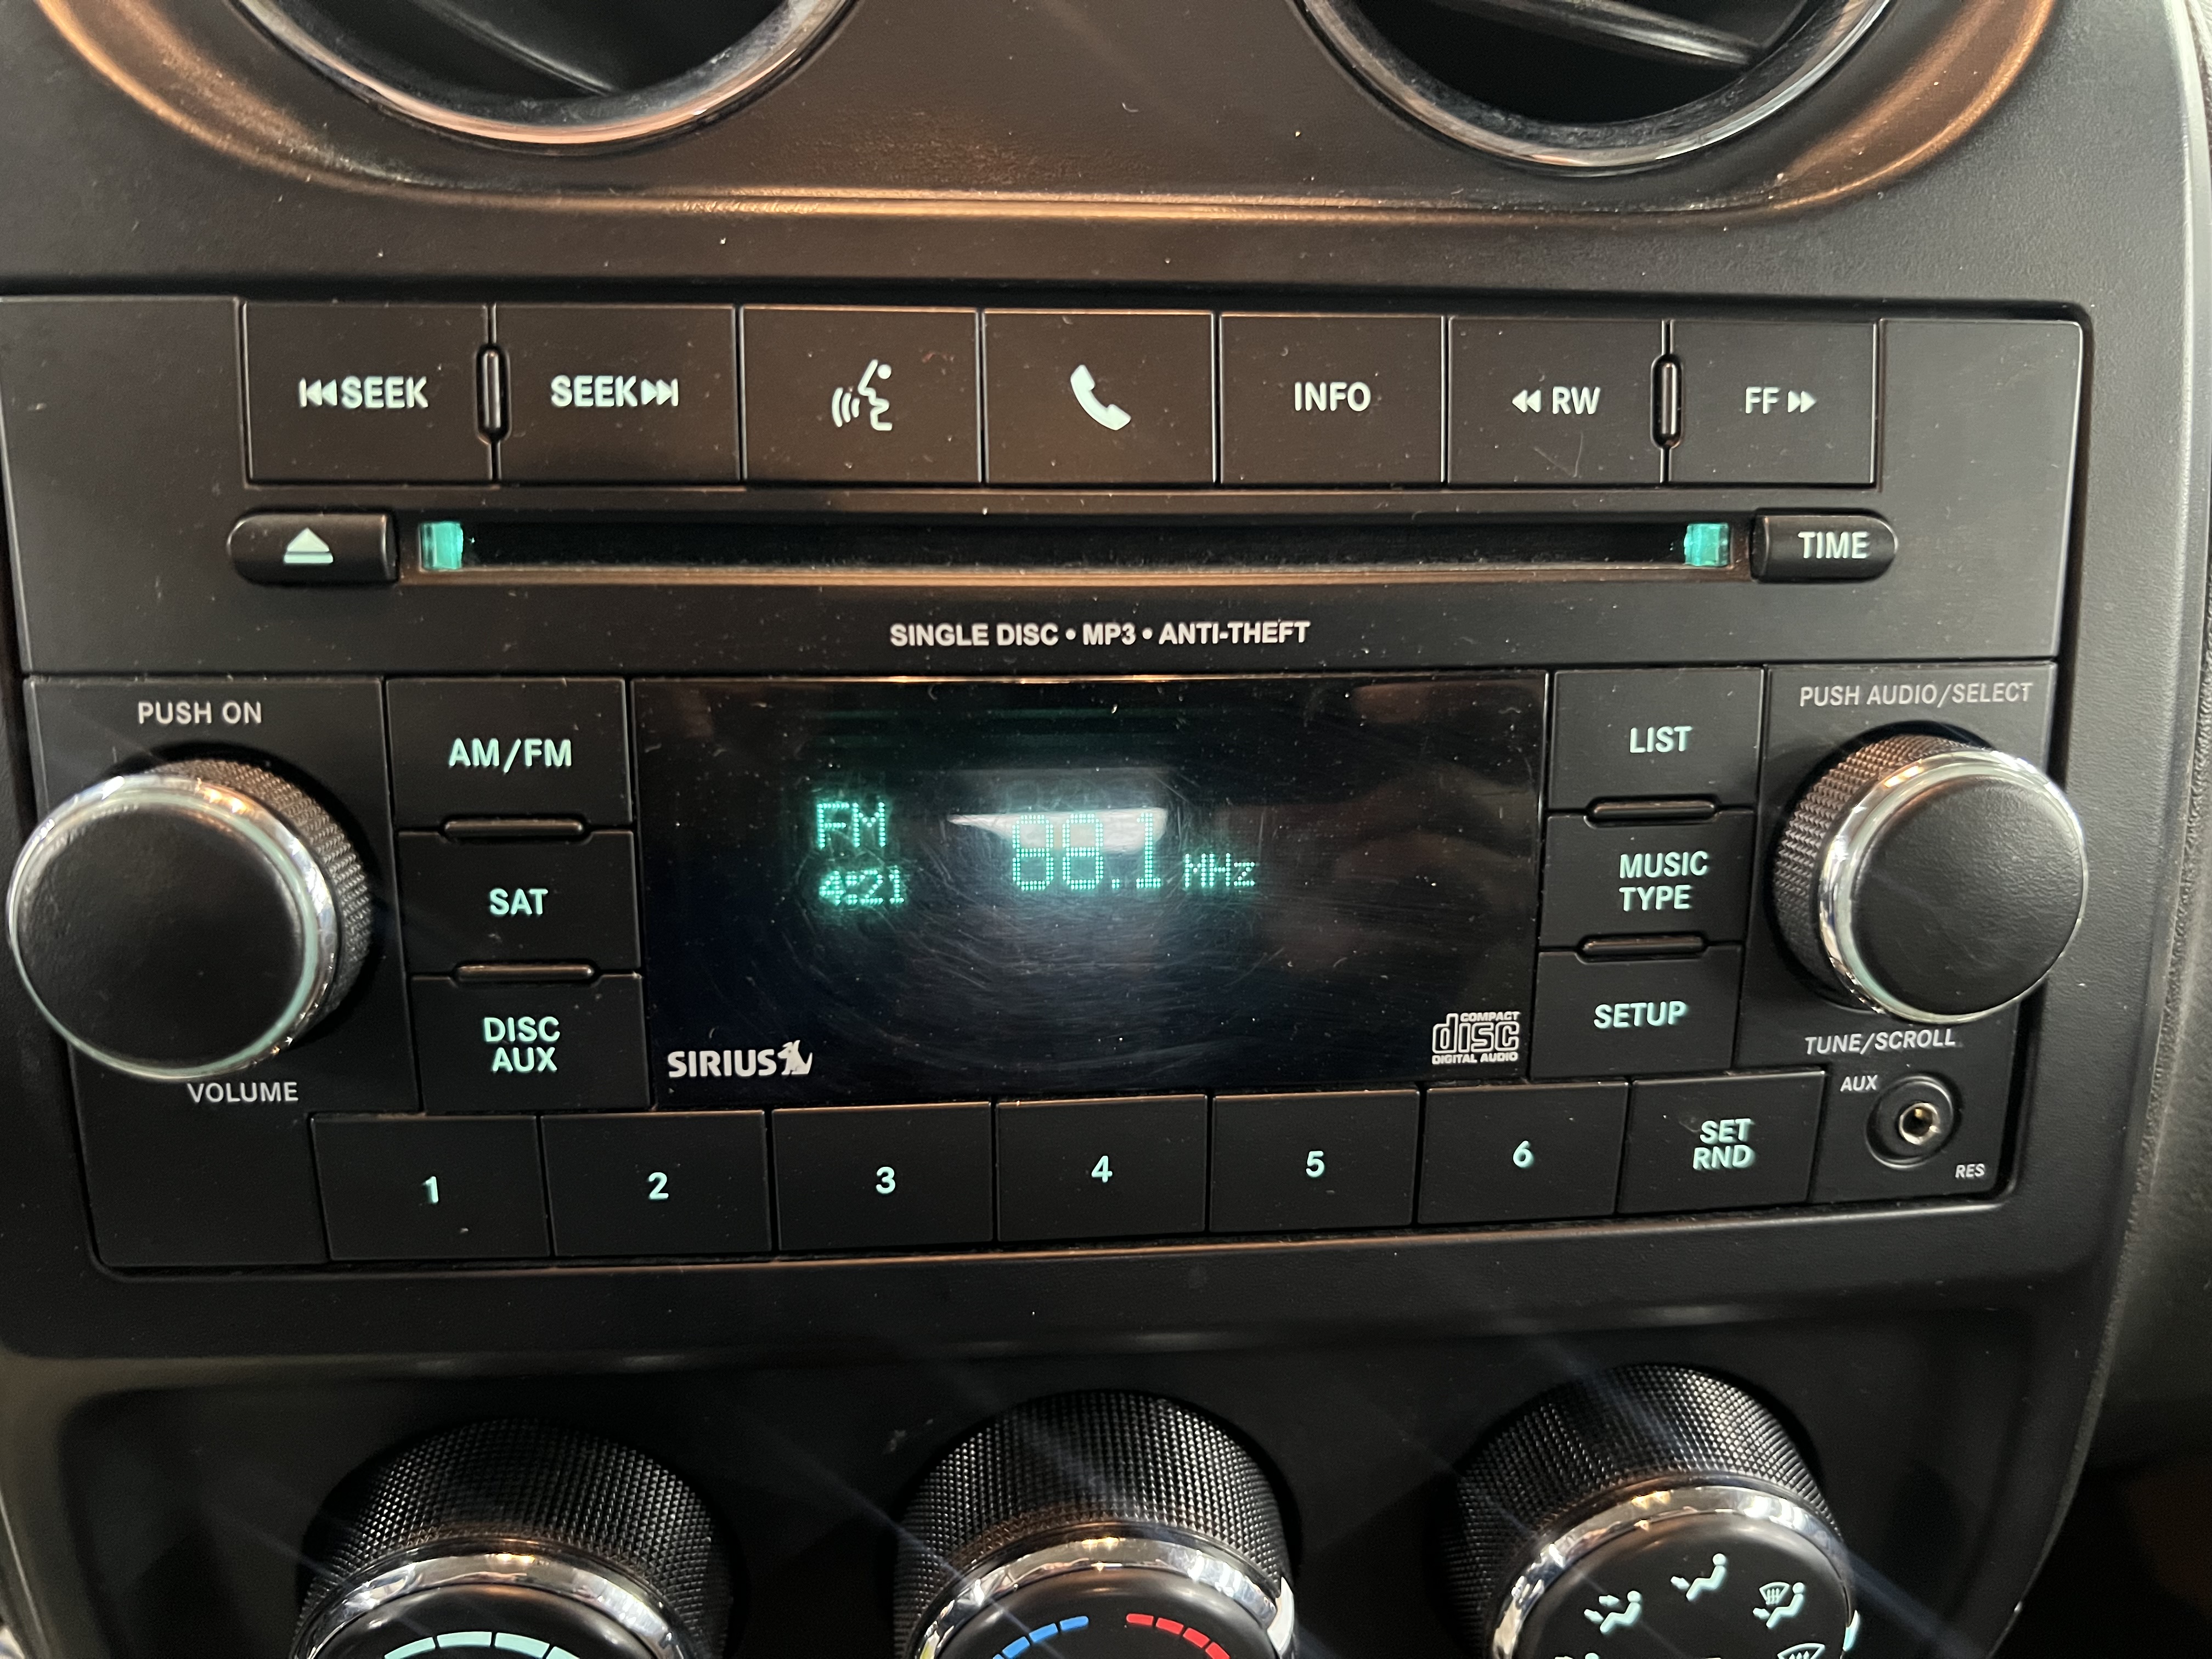 SEEK SEEK INFO RW FF
TIME
SINGLE DISC • MP3 • ANTI-THEFT
PUSH ON
PUSH AUDIO/SELECT
AM/FM
LIST
FM 88.1 MHz
4:21
MUSIC
TYPE
SAT
SETUP
DISC
AUX
SIRIUS
COMPACT
disc
DIGITAL AUDIO
TUNE/SCROLL
VOLUME
AUX
1 2 3 4 5 6
SET
RND
RES